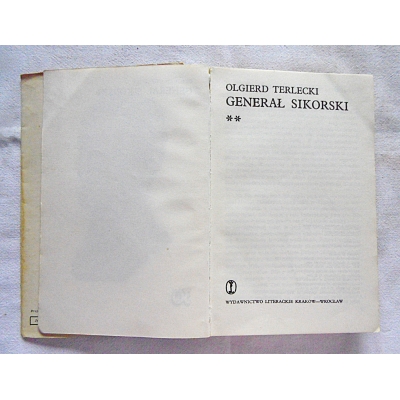 OLGIERD TERLECKI
GENERAŁ SIKORSKI
**
WYDAWNICTWO LITERACKIE KRAKÓW—WROCŁAW